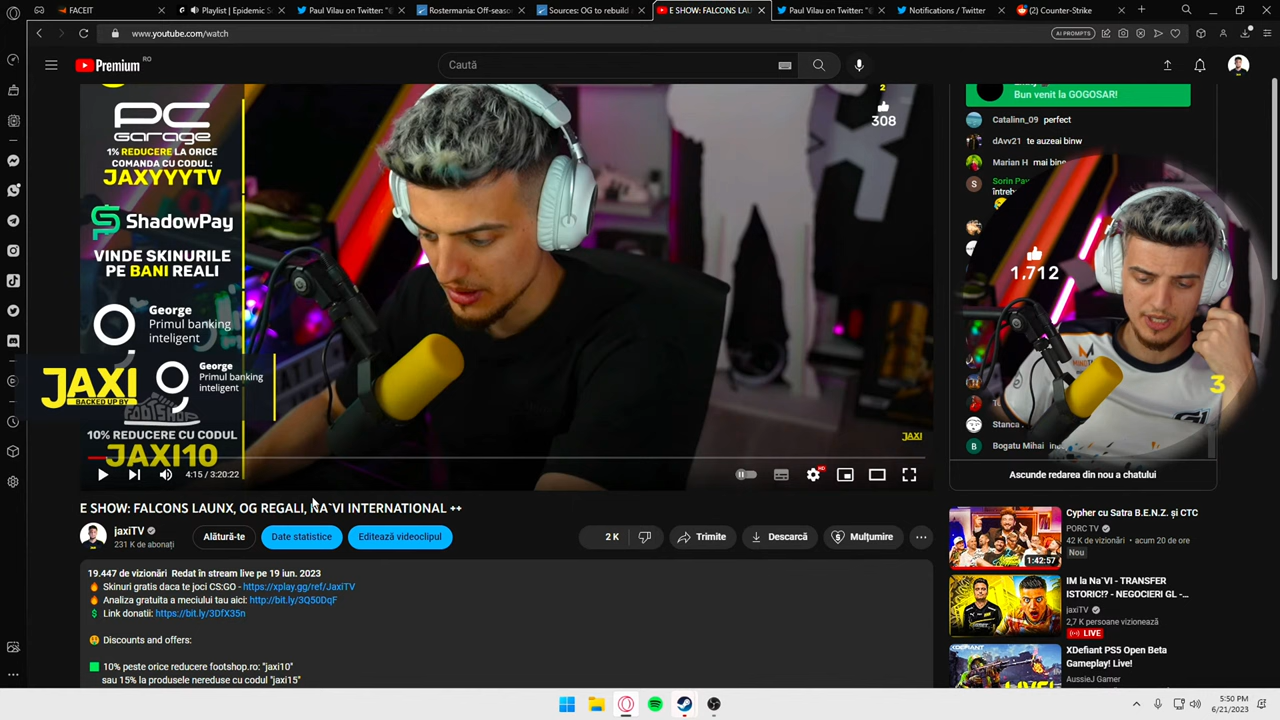 FACEIT
Playlist | Epidemic S
Paul Vilau on Twitter: "
Rostermania: Off-seaso
Sources: OG to rebuild
E SHOW: FALCONS LAU
Paul Vilau on Twitter: "
Notifications / Twitter
(2) Counter-Strike
www.youtube.com/watch
AI PROMPTS
Premium RO
Caută
PC
Garage
1% REDUCERE LA ORICE
COMANDA CU CODUL:
JAXYYYTV
ShadowPay
VINDE SKINURILE
PE BANI REALI
George
Primul banking
inteligent
JAXI
BACKED UP BY
George
Primul banking
inteligent
FOOTSHOP
10% REDUCERE CU CODUL
JAXI10
2
308
JAXI
4:15 / 3:20:22
HD
Bun venit la GOGOSAR!
Catalinn_09 perfect
dAvv21 te auzeai binw
Marian H mai bine
Sorin Pav
întreb
1,712
3
Stanca
Bogatu Mihai
Ascunde redarea din nou a chatului
E SHOW: FALCONS LAUNX, OG REGALI, NA`VI INTERNATIONAL ++
jaxiTV
231 K de abonați
Alătură-te
Date statistice
Editează videoclipul
2 K
Trimite
Descarcă
Mulțumire
19.447 de vizionări Redat în stream live pe 19 iun. 2023
Skinuri gratis daca te joci CS:GO - https://xplay.gg/ref/JaxiTV
Analiza gratuita a meciului tau aici: http://bit.ly/3Q50DqF
Link donatii: https://bit.ly/3DfX35n
Discounts and offers:
10% peste orice reducere footshop.ro: "jaxi10"
sau 15% la produsele nereduse cu codul "jaxi15"
Cypher cu Satra B.E.N.Z. și CTC
PORC TV
42 K de vizionări • acum 20 de ore
Nou
1:42:57
IM la Na`VI - TRANSFER
ISTORIC!? - NEGOCIERI GL -...
jaxiTV
2,7 K persoane vizionează
LIVE
XDefiant PS5 Open Beta
Gameplay! Live!
AussieJ Gamer
5:50 PM
6/21/2023